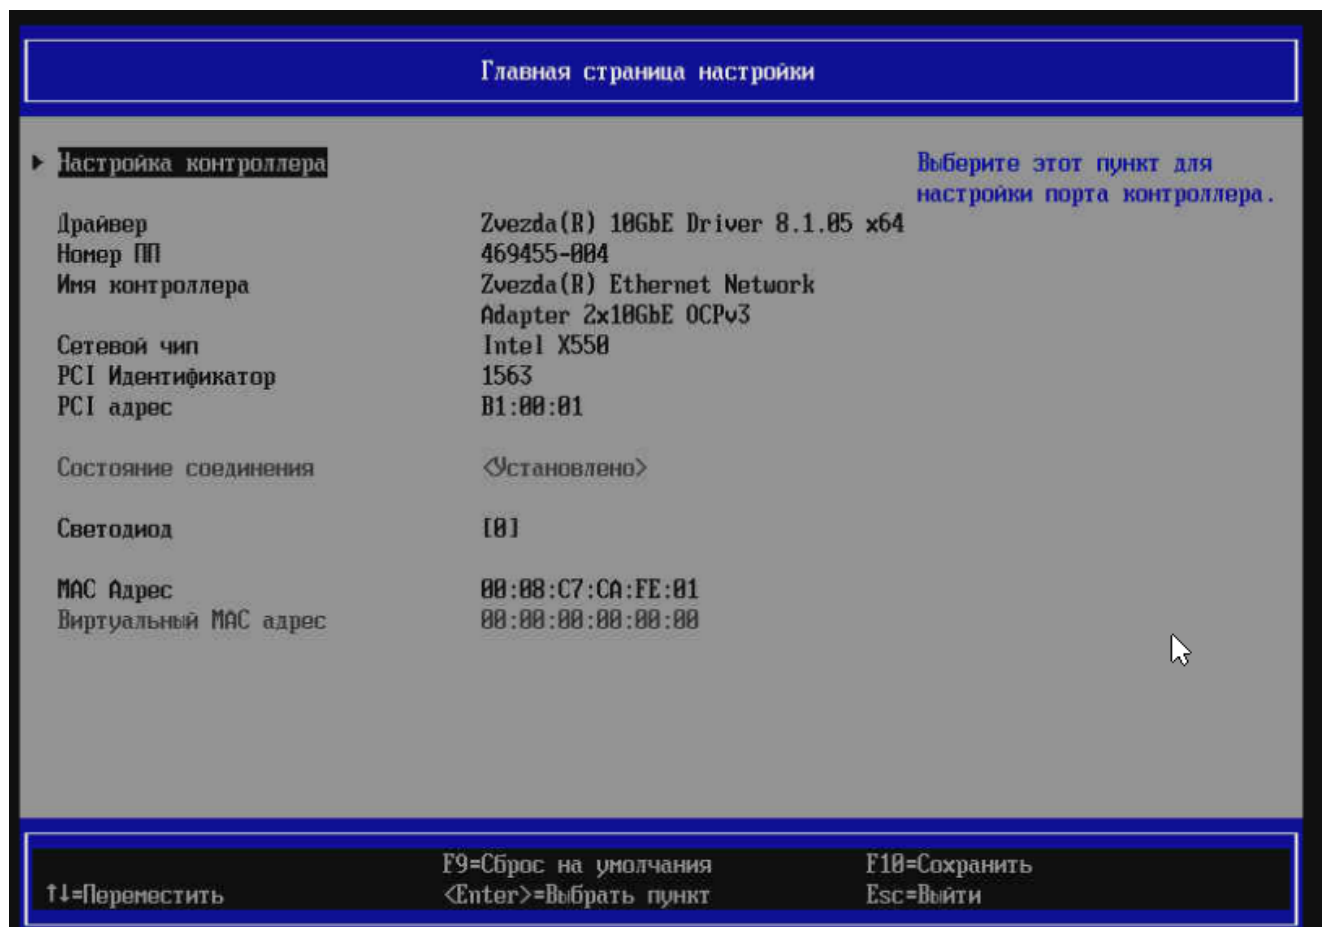 Главная страница настройки
Настройка контроллера
Выберите этот пункт для
настройки порта контроллера.
Драйвер Zvezda(R) 10GbE Driver 8.1.05 x64
Номер ПП 469455-004
Имя контроллера Zvezda(R) Ethernet Network
Adapter 2x10GbE OCPv3
Сетевой чип Intel X550
PCI Идентификатор 1563
PCI адрес B1:00:01
Состояние соединения <Установлено>
Светодиод [0]
MAC Адрес 00:08:C7:CA:FE:01
Виртуальный MAC адрес 00:00:00:00:00:00
F9=Сброс на умолчания F10=Сохранить
↑↓=Переместить <Enter>=Выбрать пункт Esc=Выйти